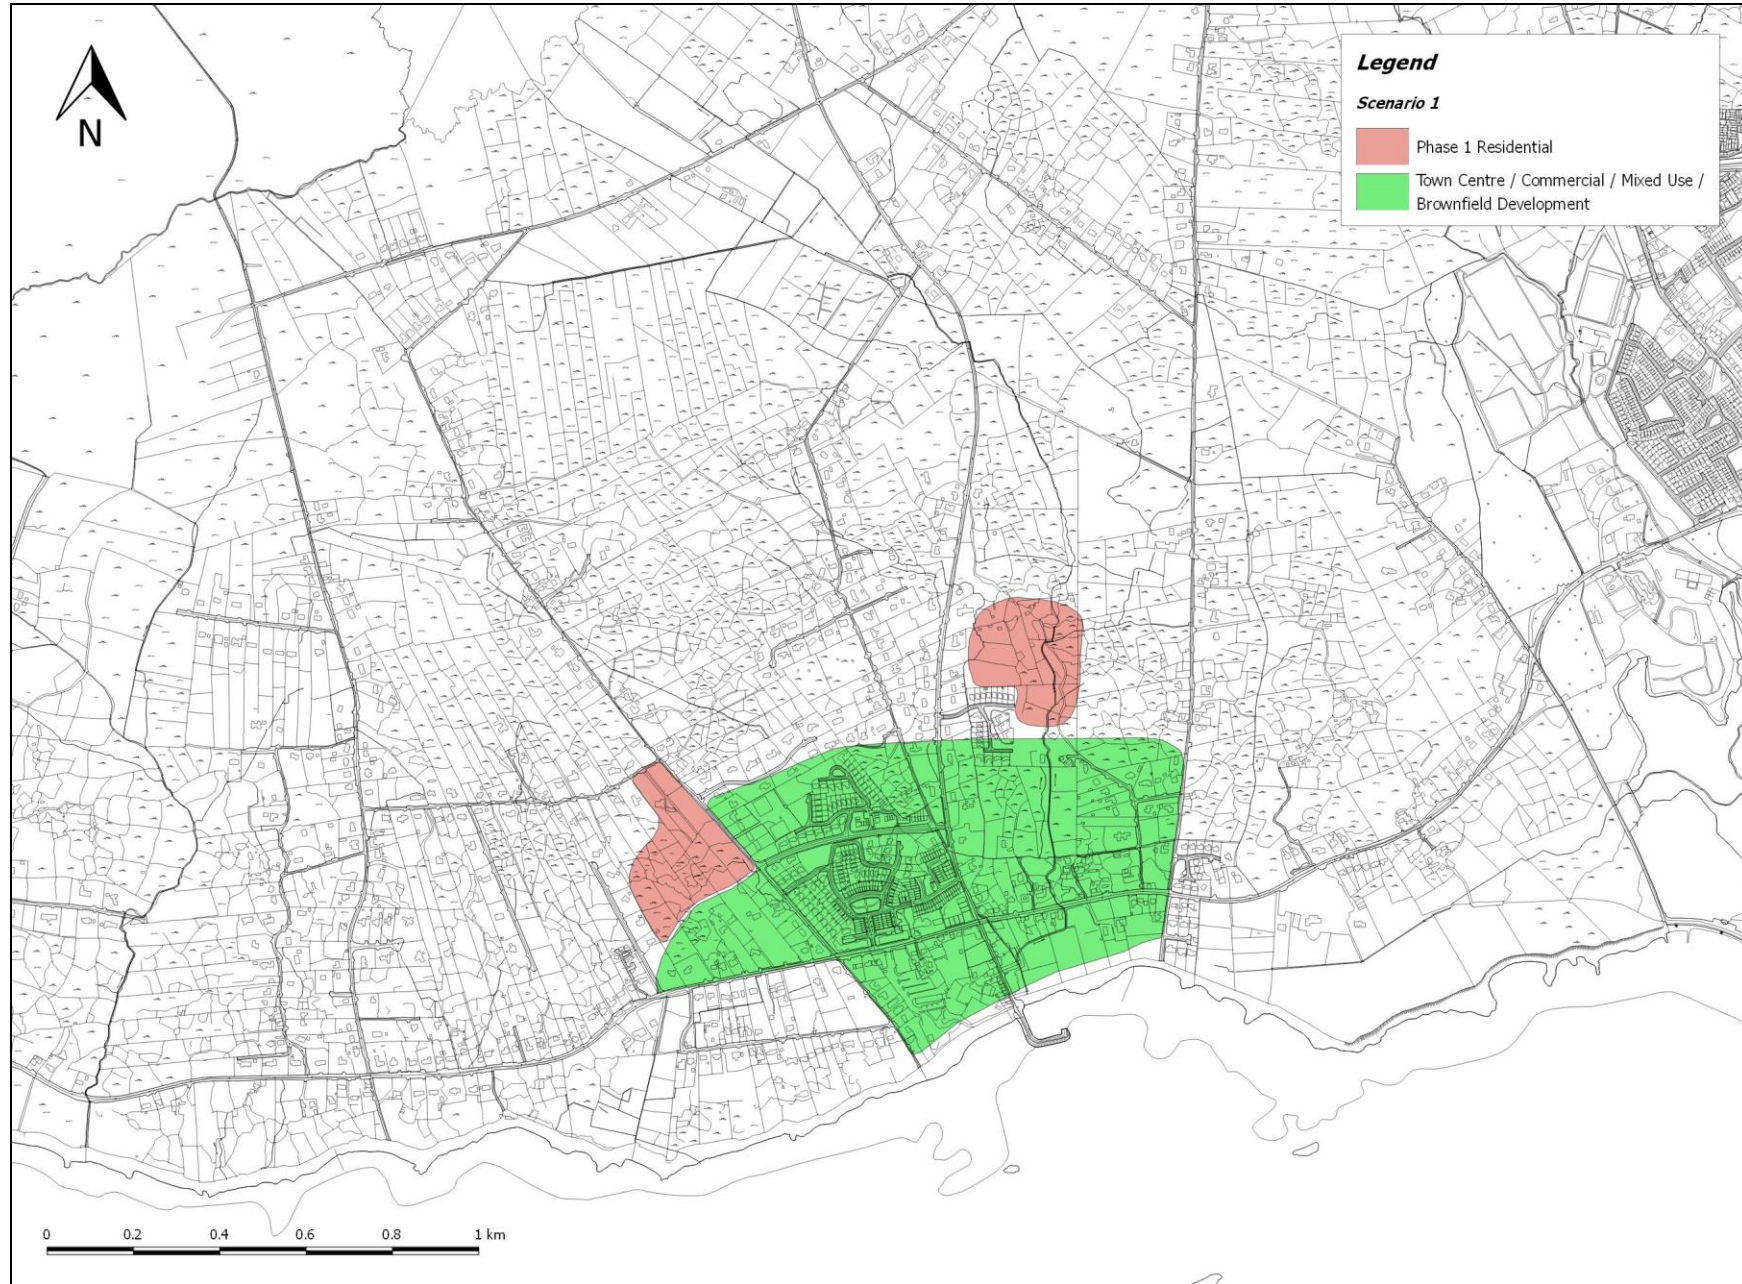 N
Legend
Scenario 1
Phase 1 Residential
Town Centre / Commercial / Mixed Use /
Brownfield Development
0 0.2 0.4 0.6 0.8 1 km